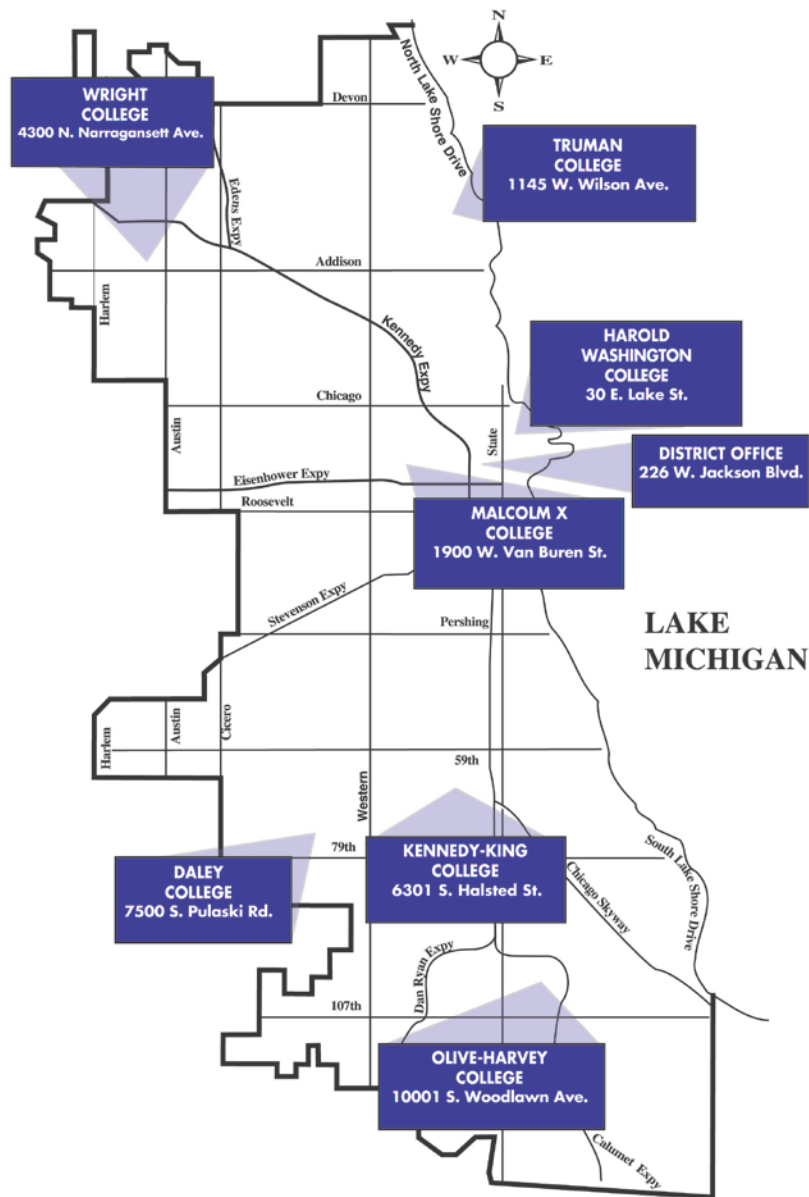 N
W
E
S
North Lake Shore Drive
Devon
WRIGHT
COLLEGE
4300 N. Narragansett Ave.
TRUMAN
COLLEGE
1145 W. Wilson Ave.
Edens Expy
Addison
Harlem
Kennedy Expy
HAROLD
WASHINGTON
COLLEGE
30 E. Lake St.
Chicago
Austin
State
DISTRICT OFFICE
226 W. Jackson Blvd.
Eisenhower Expy
Roosevelt
MALCOLM X
COLLEGE
1900 W. Van Buren St.
Stevenson Expy
Pershing
LAKE
MICHIGAN
Harlem
Austin
Cicero
59th
Western
79th
KENNEDY-KING
COLLEGE
6301 S. Halsted St.
DALEY
COLLEGE
7500 S. Pulaski Rd.
Chicago Skyway
South Lake Shore Drive
Dan Ryan Expy
107th
OLIVE-HARVEY
COLLEGE
10001 S. Woodlawn Ave.
Calumet Expy